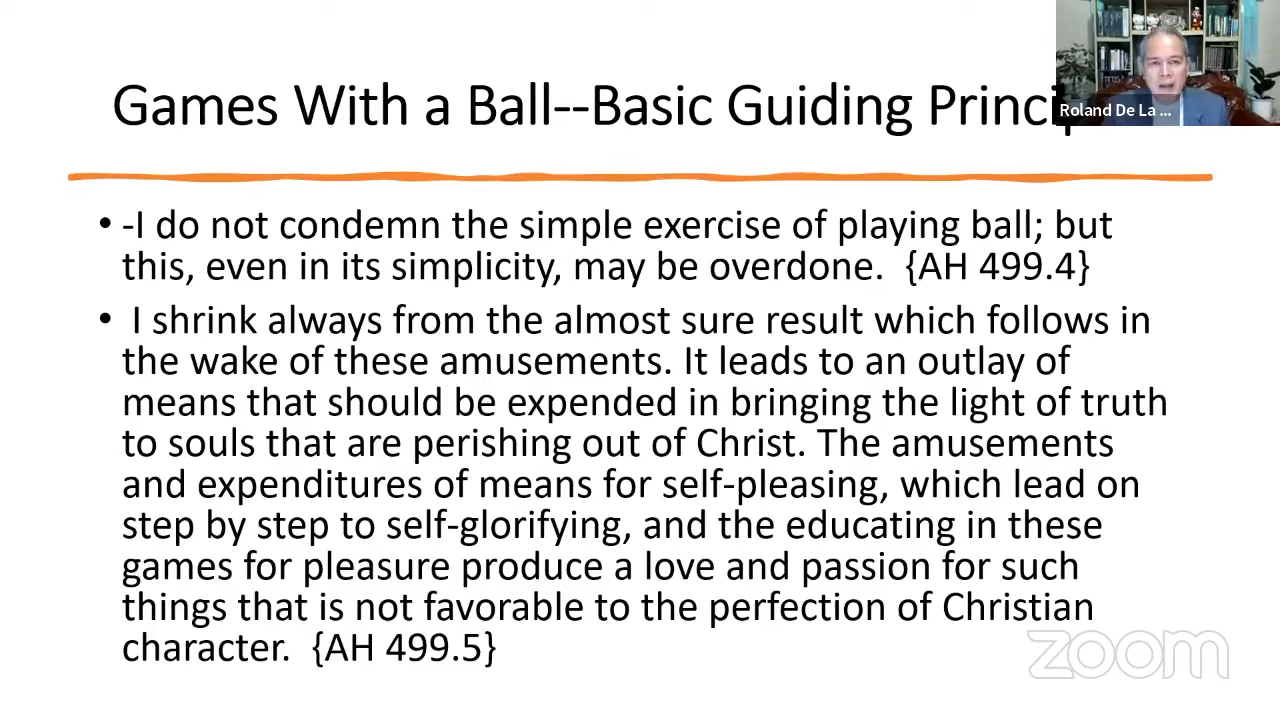 Games With a Ball--Basic Guiding
Roland De La ...
• -I do not condemn the simple exercise of playing ball; but
this, even in its simplicity, may be overdone. {AH 499.4}
• I shrink always from the almost sure result which follows in
the wake of these amusements. It leads to an outlay of
means that should be expended in bringing the light of truth
to souls that are perishing out of Christ. The amusements
and expenditures of means for self-pleasing, which lead on
step by step to self-glorifying, and the educating in these
games for pleasure produce a love and passion for such
things that is not favorable to the perfection of Christian
character. {AH 499.5}
zoom